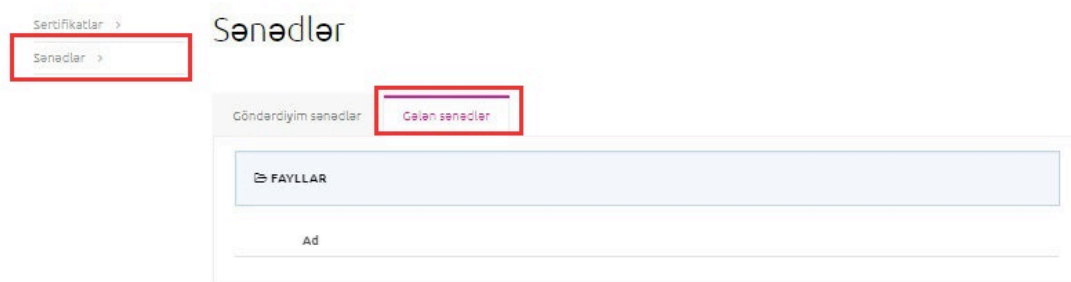 Sertifikatlar >
Sənədlər >
Sənədlər
Göndərdiyim sənədlər
Gələn sənədlər
FAYLLAR
Ad